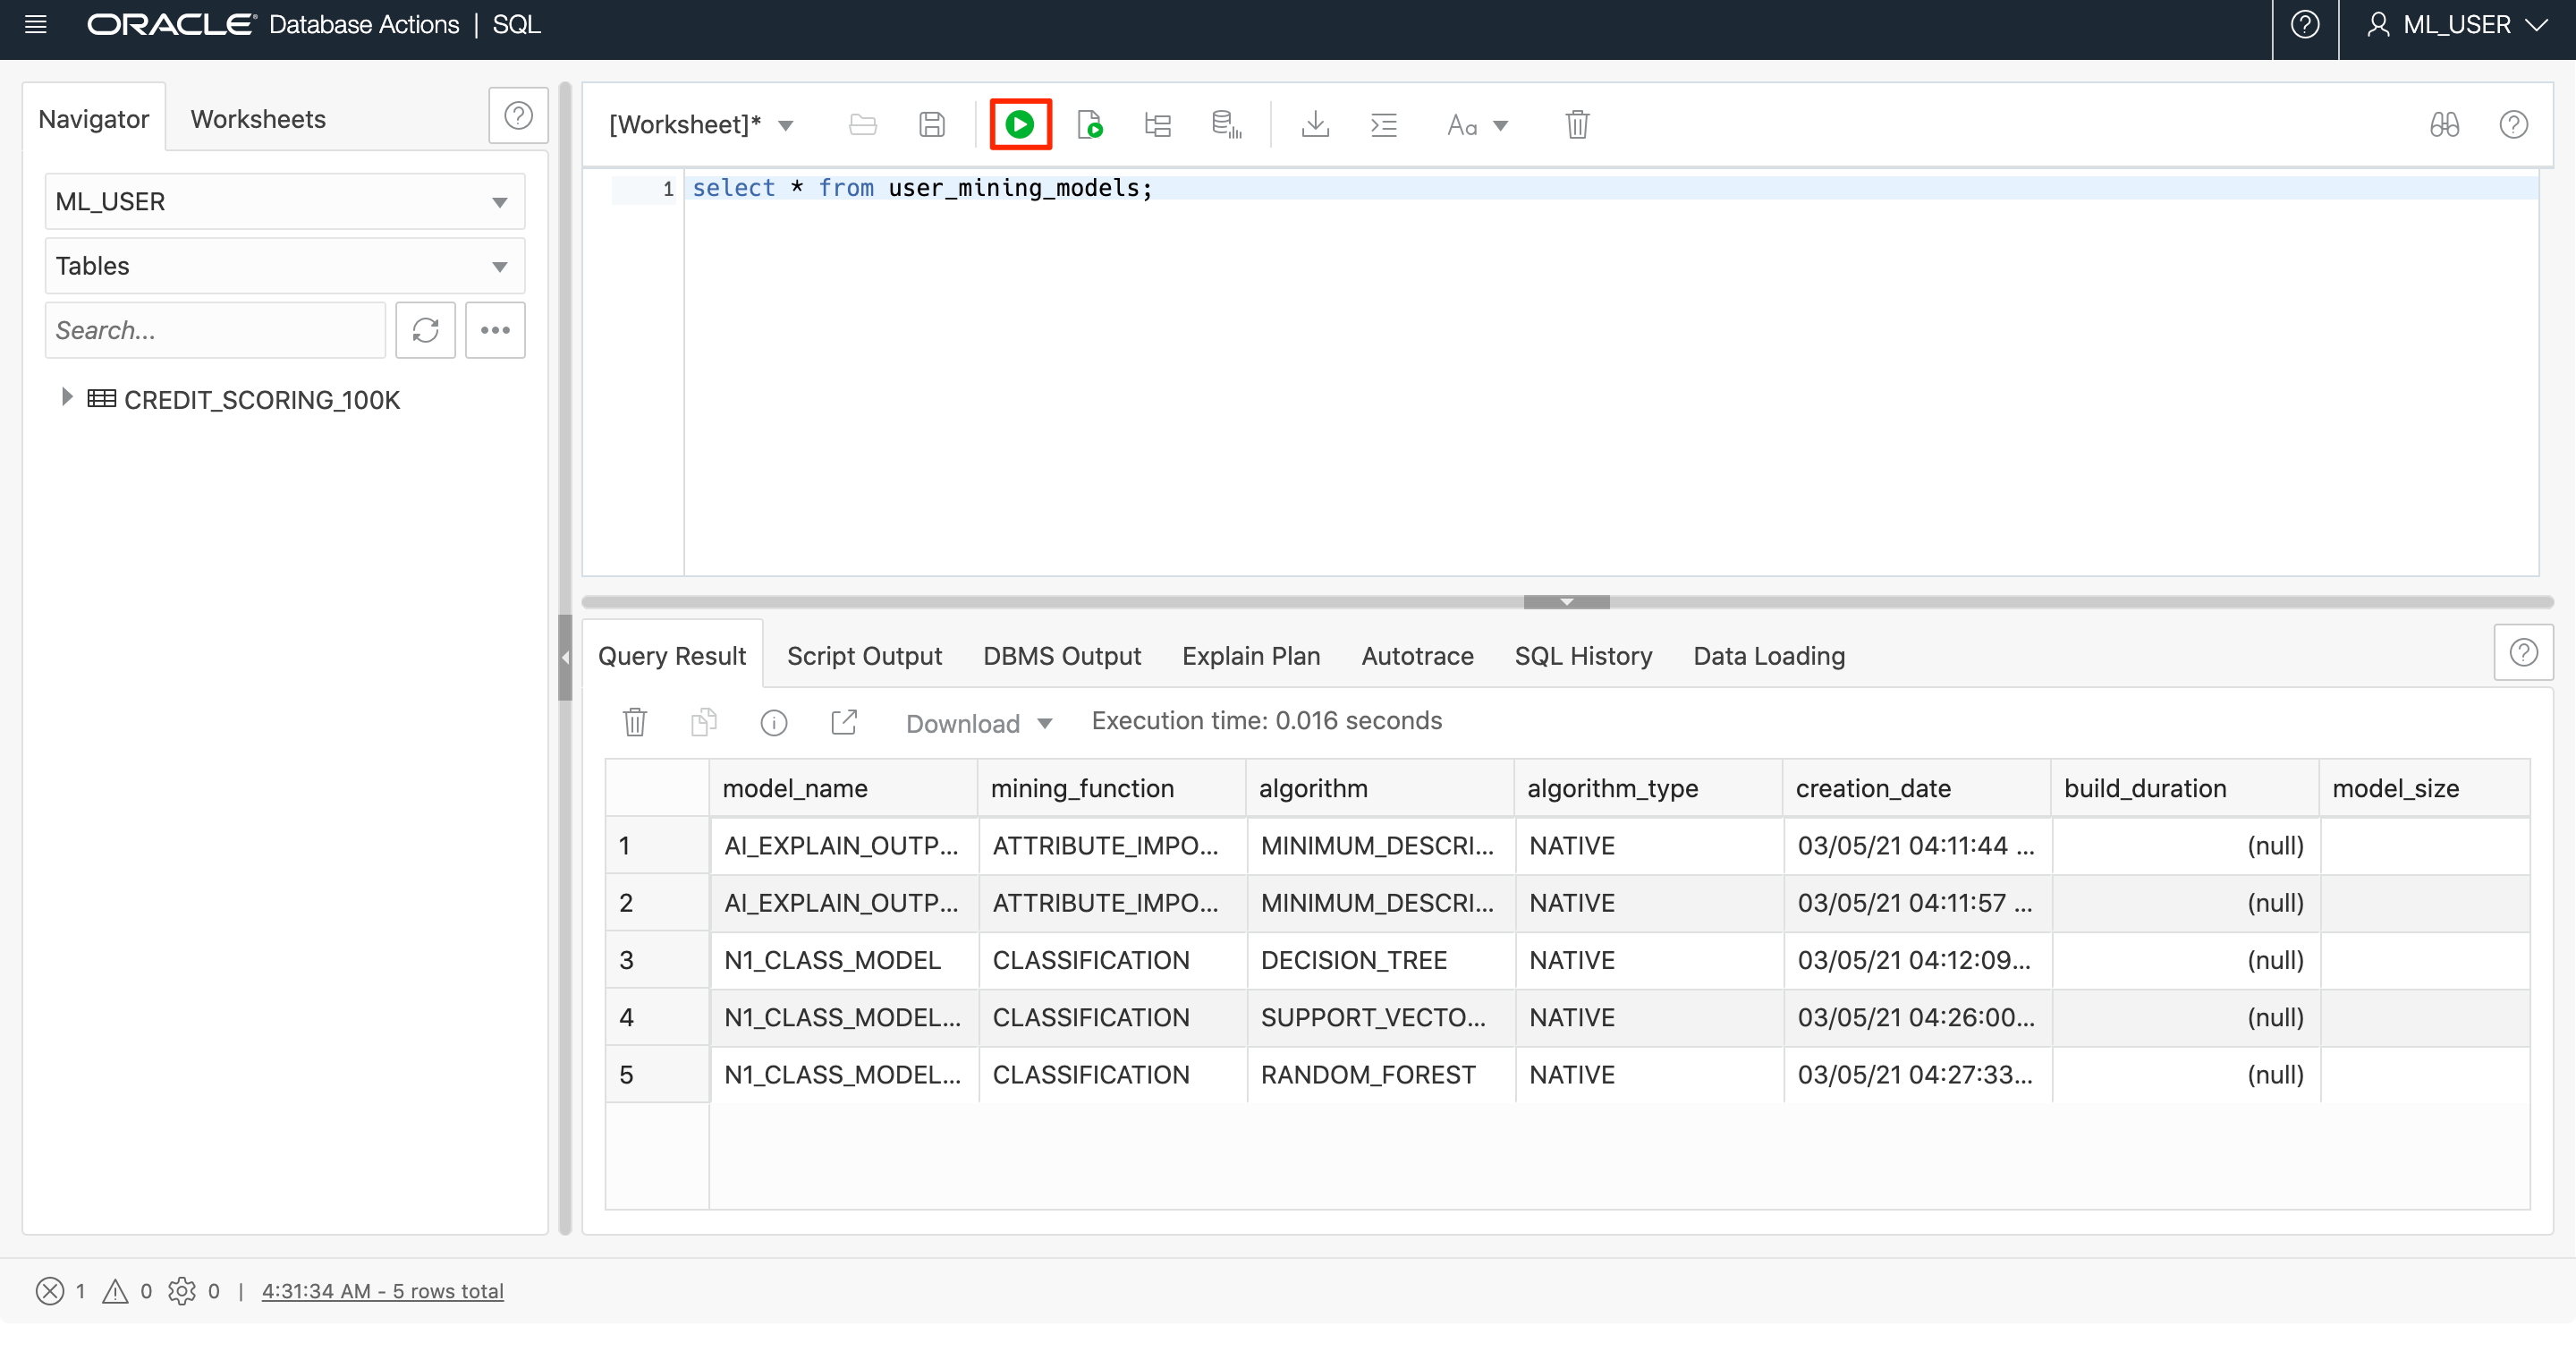 ORACLE Database Actions | SQL
ML_USER
Navigator
Worksheets
ML_USER
Tables
Search...
CREDIT_SCORING_100K
[Worksheet]*
Aa
1 select * from user_mining_models;
Query Result Script Output DBMS Output Explain Plan Autotrace SQL History Data Loading
Download Execution time: 0.016 seconds
model_name mining_function algorithm algorithm_type creation_date build_duration model_size
1 AI_EXPLAIN_OUTP... ATTRIBUTE_IMPO... MINIMUM_DESCRI... NATIVE 03/05/21 04:11:44 ... (null)
2 AI_EXPLAIN_OUTP... ATTRIBUTE_IMPO... MINIMUM_DESCRI... NATIVE 03/05/21 04:11:57 ... (null)
3 N1_CLASS_MODEL CLASSIFICATION DECISION_TREE NATIVE 03/05/21 04:12:09... (null)
4 N1_CLASS_MODEL... CLASSIFICATION SUPPORT_VECTO... NATIVE 03/05/21 04:26:00... (null)
5 N1_CLASS_MODEL... CLASSIFICATION RANDOM_FOREST NATIVE 03/05/21 04:27:33... (null)
1 0 0 | 4:31:34 AM - 5 rows total